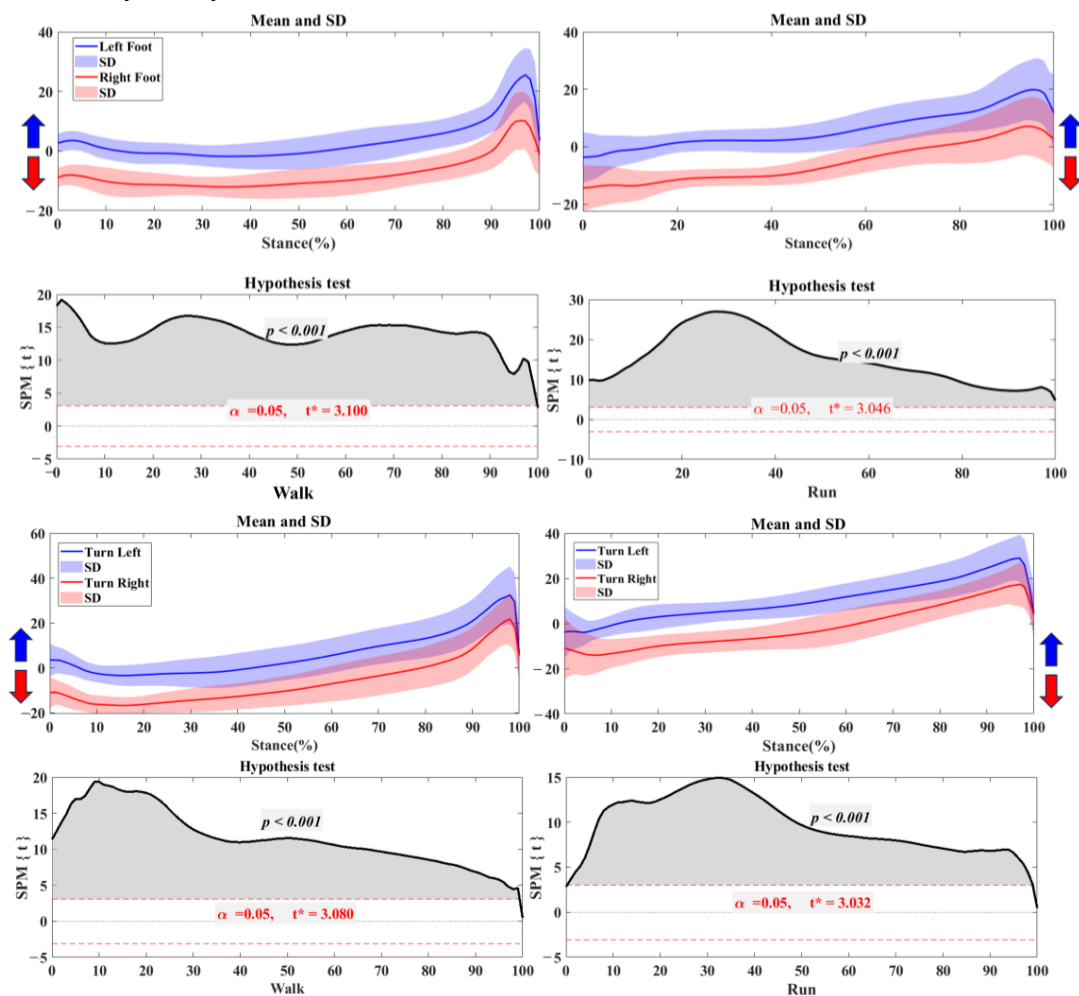 Mean and SD
40
20
0
−20
Left Foot
SD
Right Foot
SD
0 10 20 30 40 50 60 70 80 90 100
Stance(%)
Mean and SD
40
20
0
−20
0 20 40 60 80 100
Stance(%)
Hypothesis test
20
15
10
5
0
−5
SPM { t }
p < 0.001
α =0.05, t* = 3.100
−0 10 20 30 40 50 60 70 80 90 100
Walk
Hypothesis test
30
20
10
0
−10
SPM { t }
p < 0.001
α =0.05, t* = 3.046
0 20 40 60 80 100
Run
Mean and SD
60
40
20
0
−20
Turn Left
SD
Turn Right
SD
0 10 20 30 40 50 60 70 80 90 100
Stance(%)
Mean and SD
40
20
0
−20
−40
Turn Left
SD
Turn Right
SD
0 10 20 30 40 50 60 70 80 90 100
Stance(%)
Hypothesis test
20
15
10
5
0
−5
SPM { t }
p < 0.001
α =0.05, t* = 3.080
0 10 20 30 40 50 60 70 80 90 100
Walk
Hypothesis test
15
10
5
0
−5
SPM { t }
p < 0.001
α =0.05, t* = 3.032
0 10 20 30 40 50 60 70 80 90 100
Run